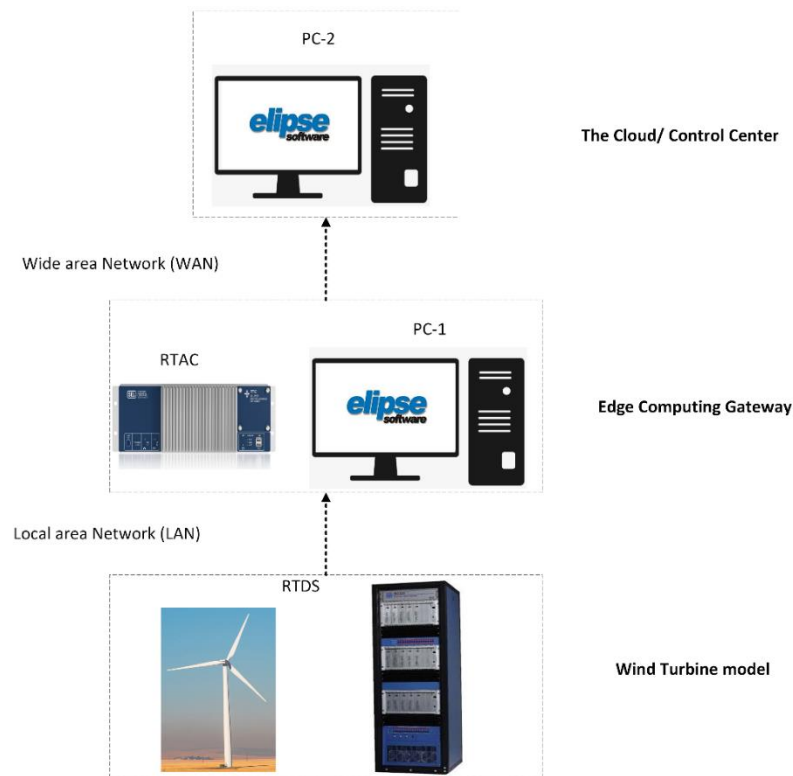 PC-2
elipse
software
The Cloud/ Control Center
Wide area Network (WAN)
PC-1
RTAC
elipse
software
Edge Computing Gateway
Local area Network (LAN)
RTDS
Wind Turbine model